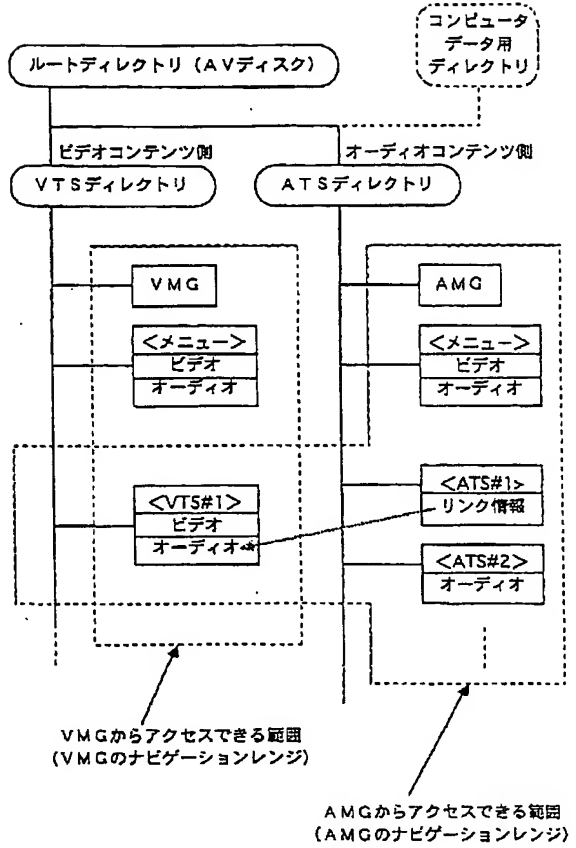 コンピュータ
データ用
ディレクトリ
ルートディレクトリ(AVディスク)
ビデオコンテンツ側
オーディオコンテンツ側
VTSディレクトリ
ATSディレクトリ
VMG
AMG
<メニュー>
ビデオ
オーディオ
<メニュー>
ビデオ
オーディオ
<VTS#1>
ビデオ
オーディオ
<ATS#1>
リンク情報
<ATS#2>
オーディオ
VMGからアクセスできる範囲
(VMGのナビゲーションレンジ)
AMGからアクセスできる範囲
(AMGのナビゲーションレンジ)